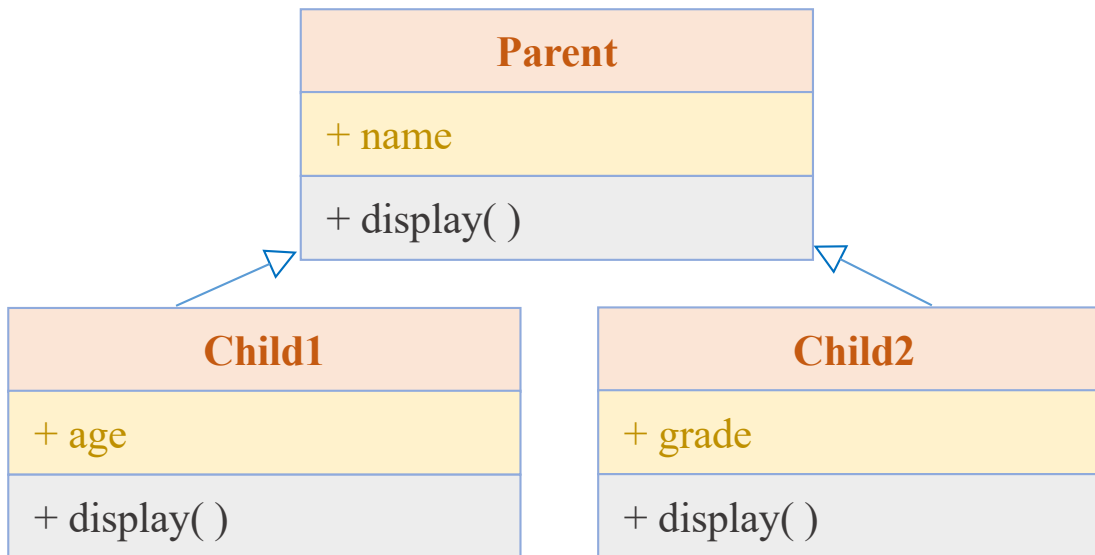 Parent
+ name
+ display( )
Child1
+ age
+ display( )
Child2
+ grade
+ display( )